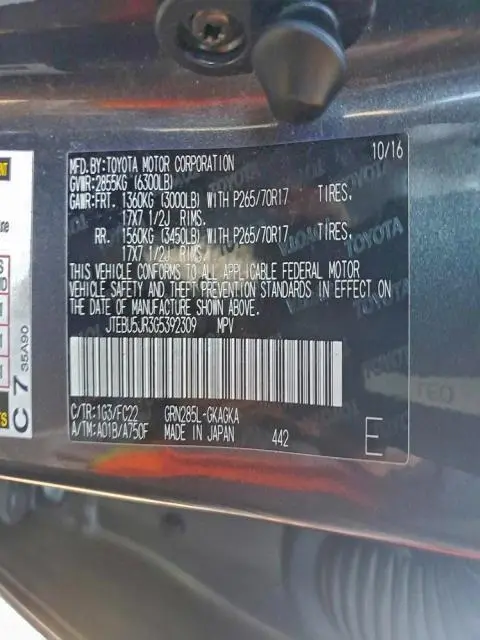 MFD.BY:TOYOTA MOTOR CORPORATION 10/16
GVWR:2855KG (6300LB)
GAWR:FRT. 1360KG (3000LB) WITH P265/70R17 TIRES,
17X7 1/2J RIMS.
RR. 1560KG (3450LB) WITH P265/70R17 TIRES,
17X7 1/2J RIMS.
THIS VEHICLE CONFORMS TO ALL APPLICABLE FEDERAL MOTOR
VEHICLE SAFETY AND THEFT PREVENTION STANDARDS IN EFFECT ON
THE DATE OF MANUFACTURE SHOWN ABOVE.
JTEBU5JR3G5392309 MPV
C/TR:1G3/FC22 GRN285L-GKAGKA
A/TM:A01B/A750F MADE IN JAPAN 442 E
C 7 35A90
TOYOTA